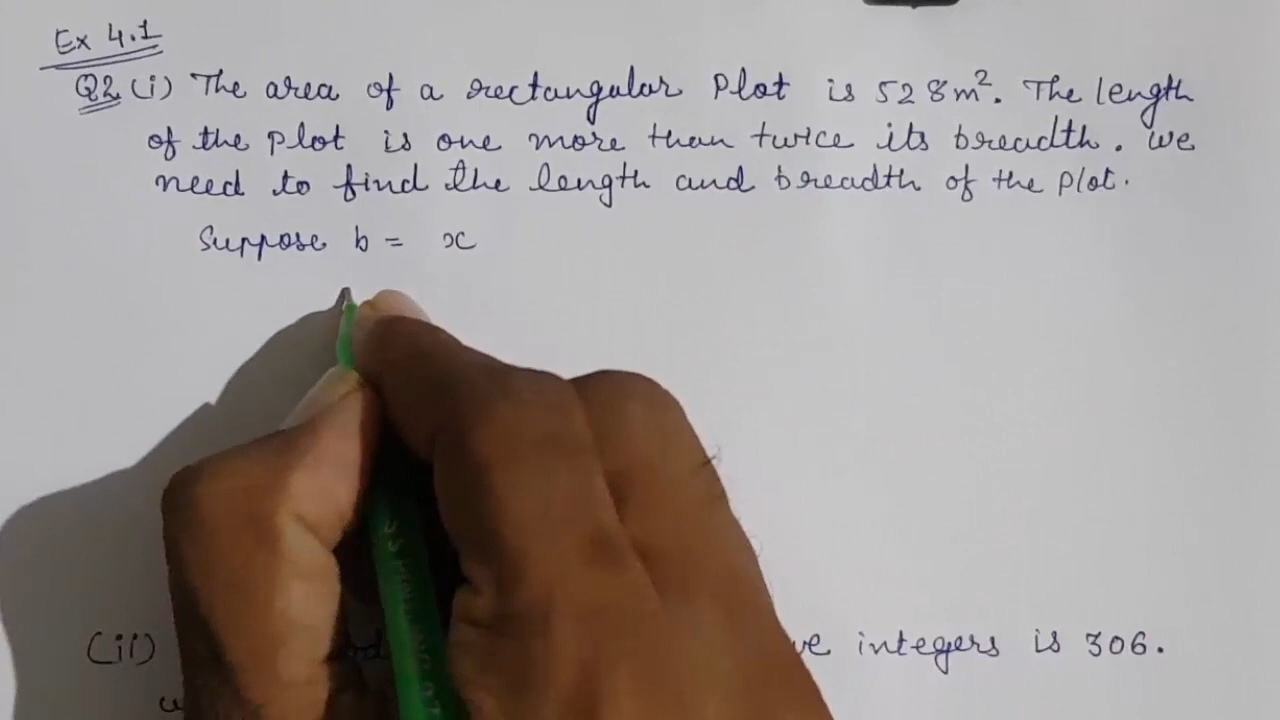 Ex 4.1
Q2 (i) The area of a rectangular Plot is 528m². The length
of the plot is one more than twice its breadth. We
need to find the length and breadth of the plot.
Suppose b = x
(ii) integers is 306.